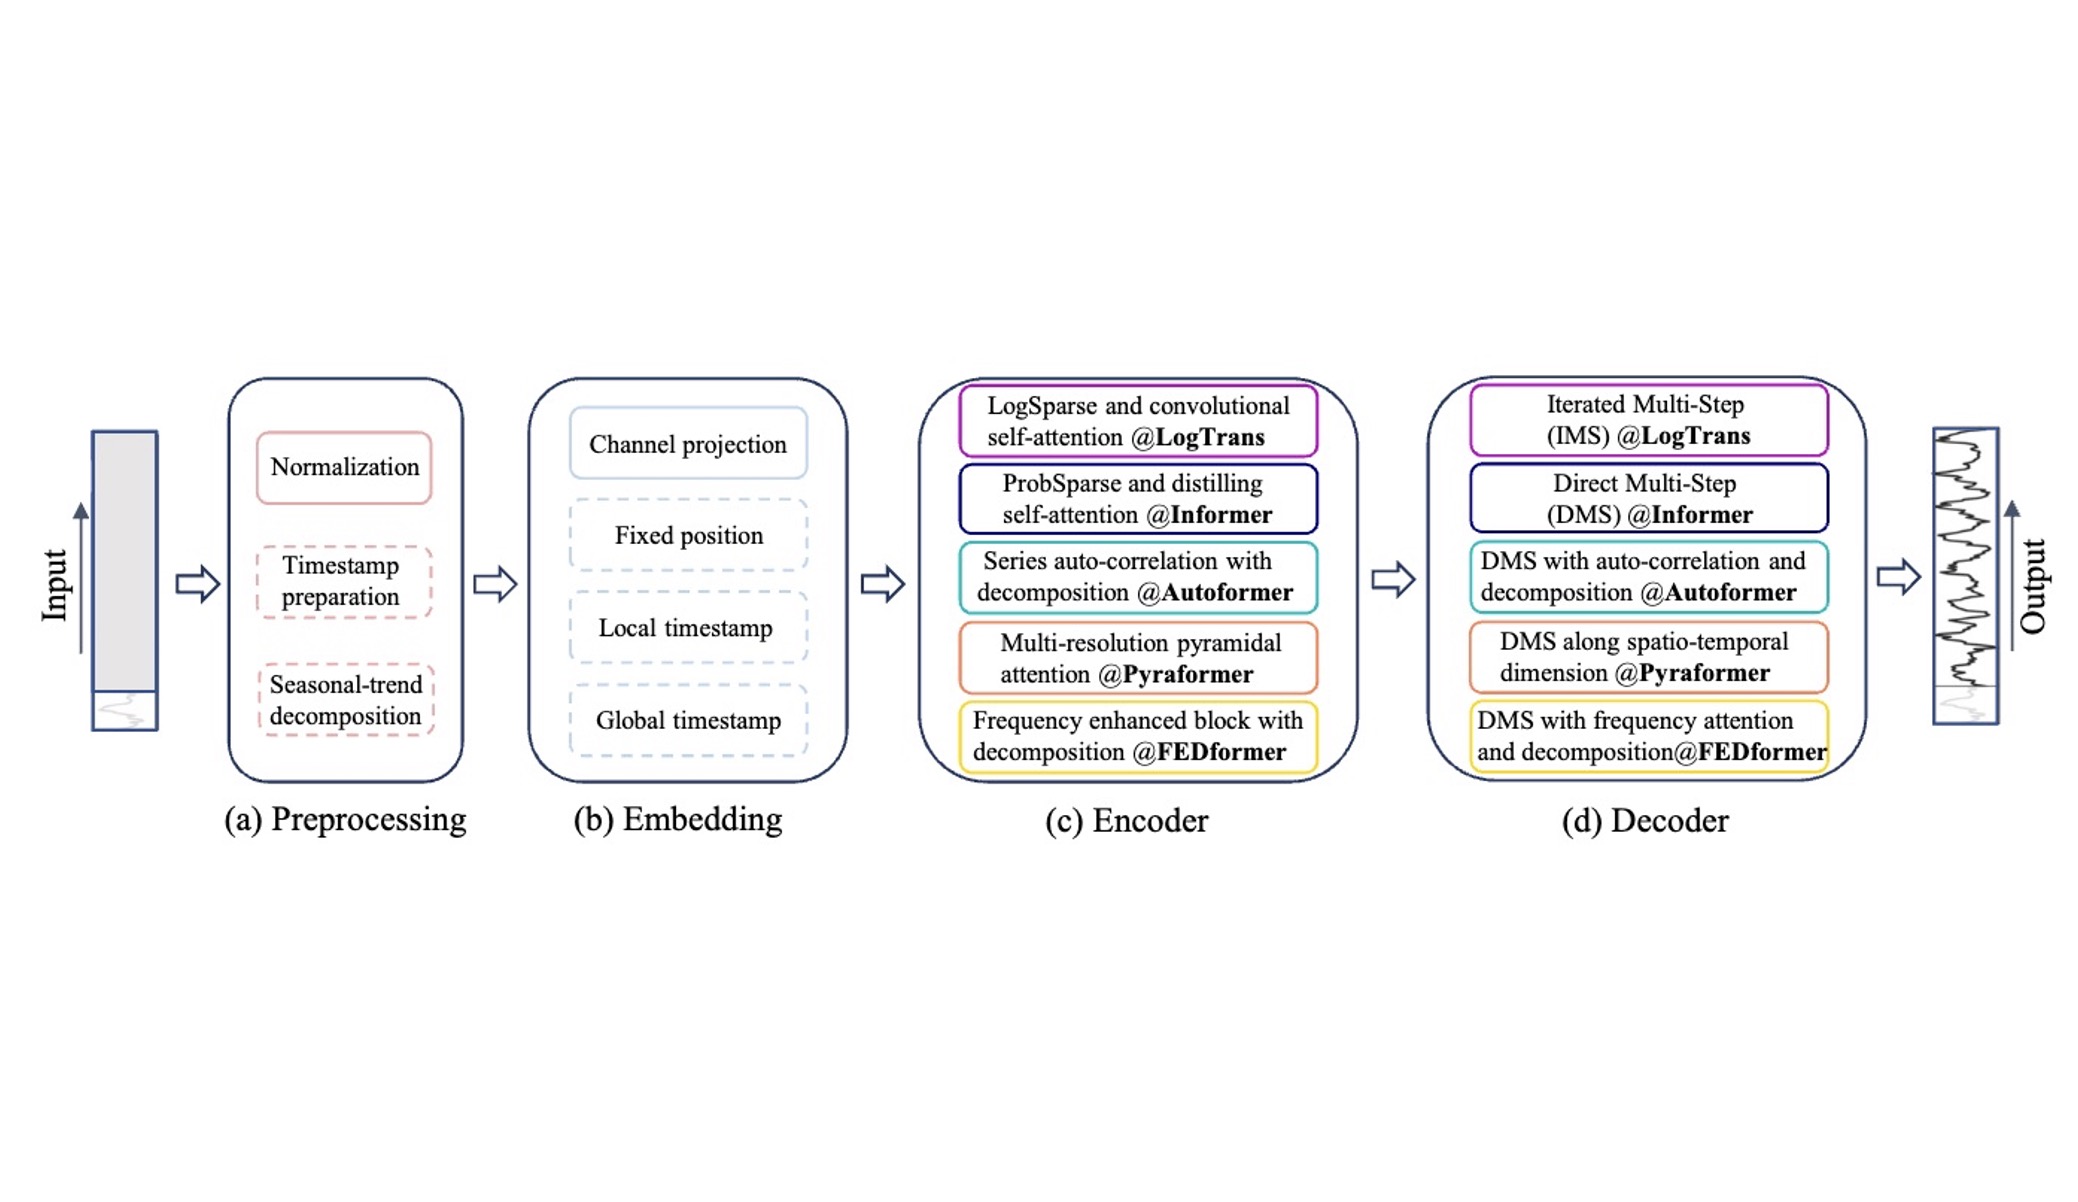 Input
Normalization
Timestamp
preparation
Seasonal-trend
decomposition
(a) Preprocessing
Channel projection
Fixed position
Local timestamp
Global timestamp
(b) Embedding
LogSparse and convolutional
self-attention @LogTrans
ProbSparse and distilling
self-attention @Informer
Series auto-correlation with
decomposition @Autoformer
Multi-resolution pyramidal
attention @Pyraformer
Frequency enhanced block with
decomposition @FEDformer
(c) Encoder
Iterated Multi-Step
(IMS) @LogTrans
Direct Multi-Step
(DMS) @Informer
DMS with auto-correlation and
decomposition @Autoformer
DMS along spatio-temporal
dimension @Pyraformer
DMS with frequency attention
and decomposition@FEDformer
(d) Decoder
Output